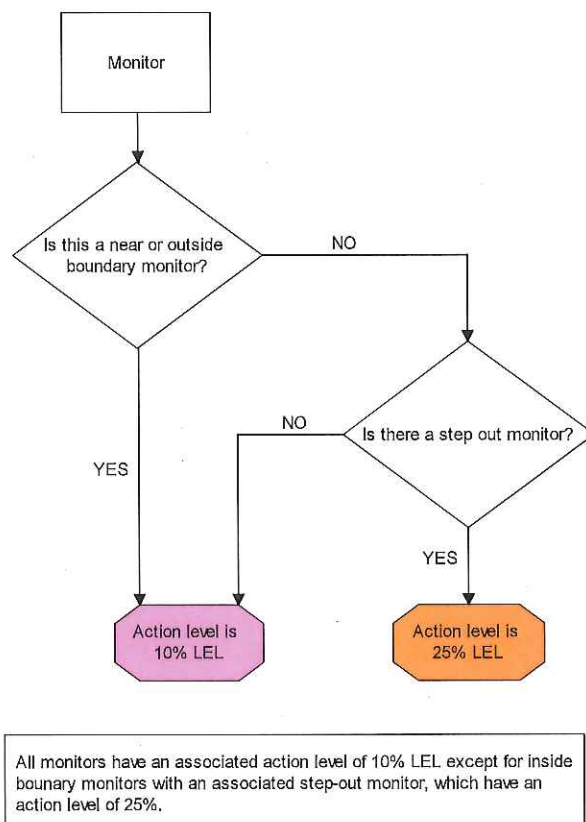 Monitor
Is this a near or outside
boundary monitor?
NO
Is there a step out monitor?
NO
YES
YES
Action level is
10% LEL
Action level is
25% LEL
All monitors have an associated action level of 10% LEL except for inside
bounary monitors with an associated step-out monitor, which have an
action level of 25%.